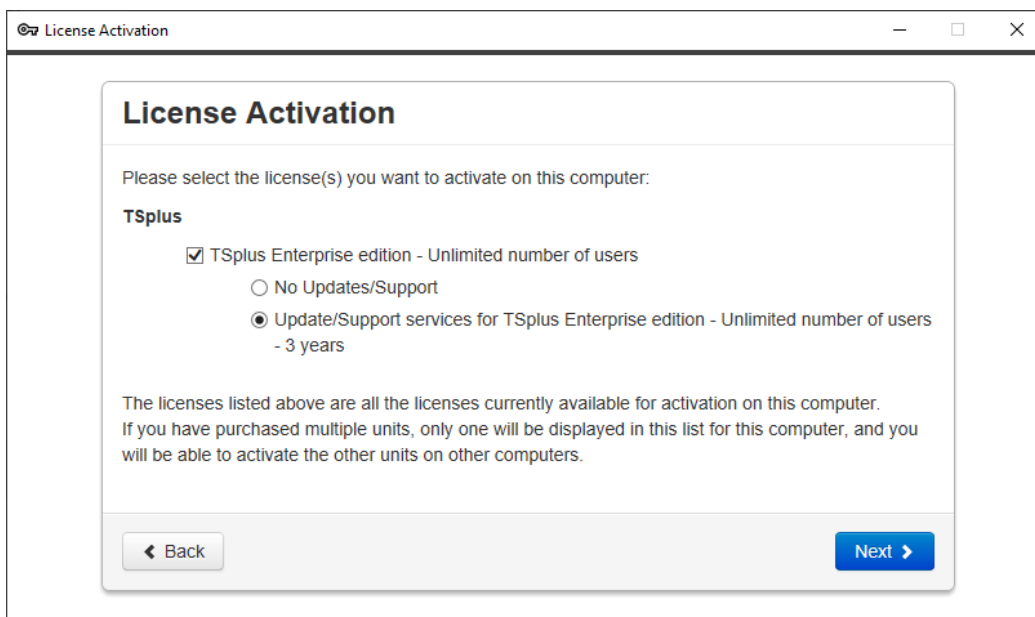 License Activation
License Activation
Please select the license(s) you want to activate on this computer:
TSplus
TSplus Enterprise edition - Unlimited number of users
No Updates/Support
Update/Support services for TSplus Enterprise edition - Unlimited number of users
- 3 years
The licenses listed above are all the licenses currently available for activation on this computer.
If you have purchased multiple units, only one will be displayed in this list for this computer, and you
will be able to activate the other units on other computers.
Back
Next